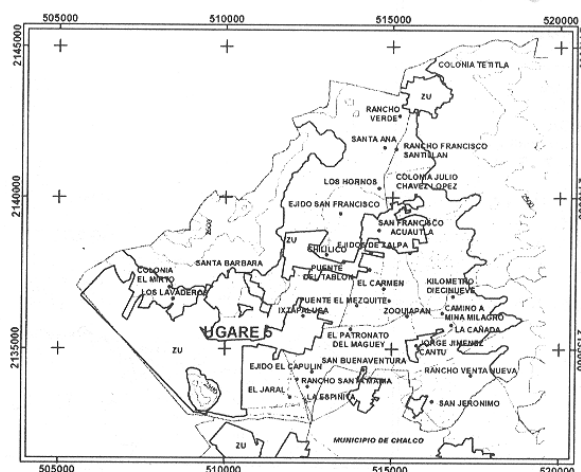 505000 510000 515000 520000
2145000
COLONIA TETITLA
ZU
RANCHO
VERDE
SANTA ANA
RANCHO FRANCISCO
SANTILLAN
COLONIA JULIO
CHAVEZ LOPEZ
LOS HORNOS
2140000
2500
EJIDO SAN FRANCISCO
SAN FRANCISCO
ACUAUTLA
ZU
CHILILICO
EJIDOS DE TALPA
SANTA BARBARA
PUENTE
DEL TABLON
COLONIA
EL MIRTO
LOS LAVADEROS
EL CARMEN
KILOMETRO
DIECINUEVE
PUENTE EL MEZQUITE
IXTAPALUCA
ZOQUIAPAN
CAMINO A
MINA MILAGRO
LA CAÑADA
UGARE 5
EL PATRONATO
DEL MAGUEY
2135000
ZU
JORGE JIMENEZ
CANTU
SAN BUENAVENTURA
EJIDO EL CAPULIN
RANCHO VENTA NUEVA
RANCHO SANTA MARIA
EL JARAL
LA ESPINITA
SAN JERONIMO
ZU
MUNICIPIO DE CHALCO
505000 510000 515000 520000